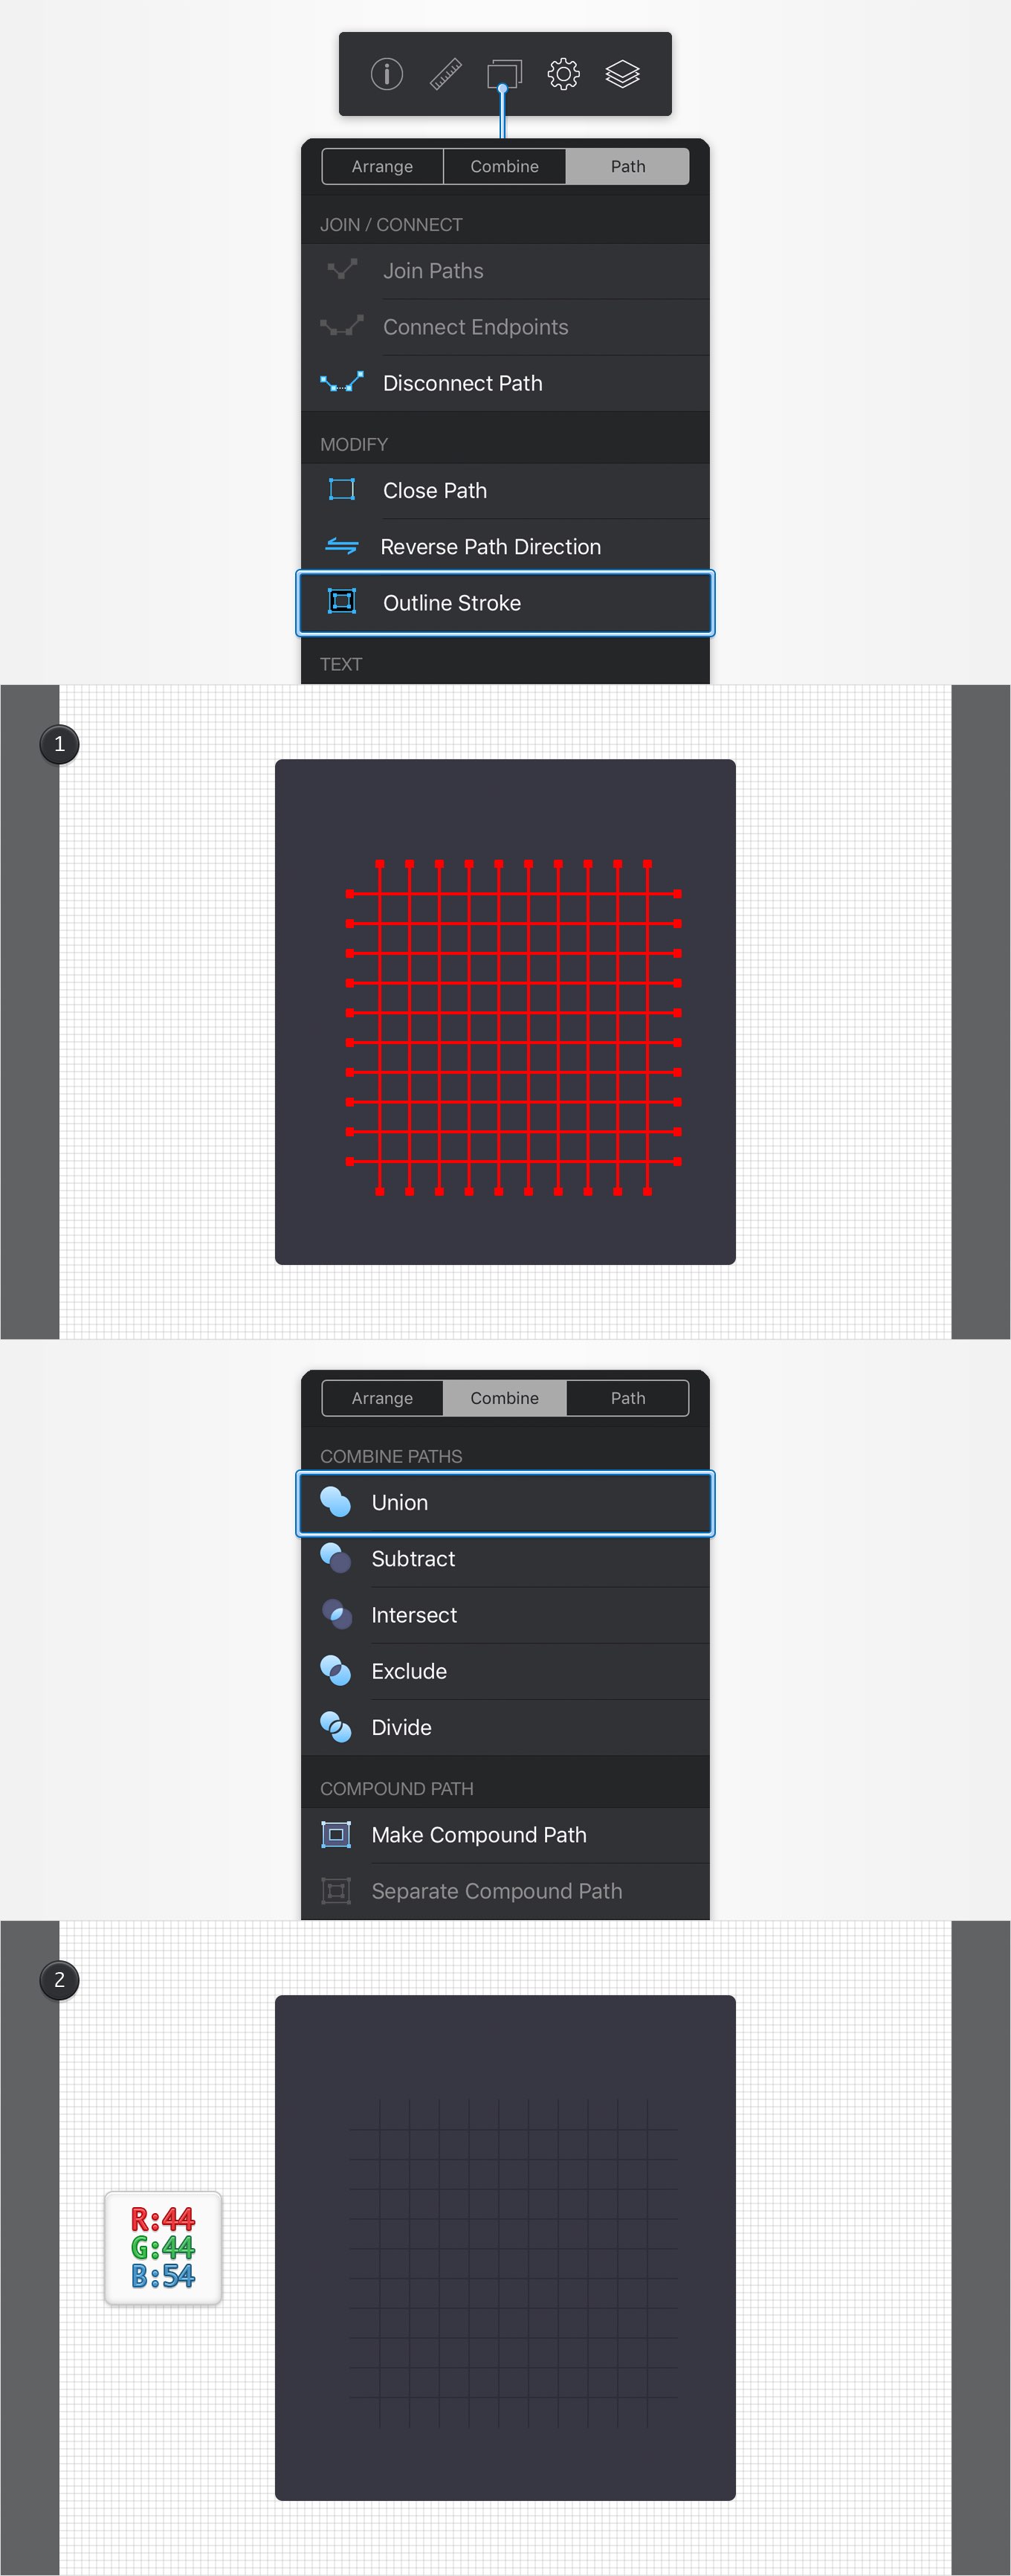 Arrange Combine Path
JOIN / CONNECT
Join Paths
Connect Endpoints
Disconnect Path
MODIFY
Close Path
Reverse Path Direction
Outline Stroke
TEXT
1
Arrange Combine Path
COMBINE PATHS
Union
Subtract
Intersect
Exclude
Divide
COMPOUND PATH
Make Compound Path
Separate Compound Path
2
R:44
G:44
B:54